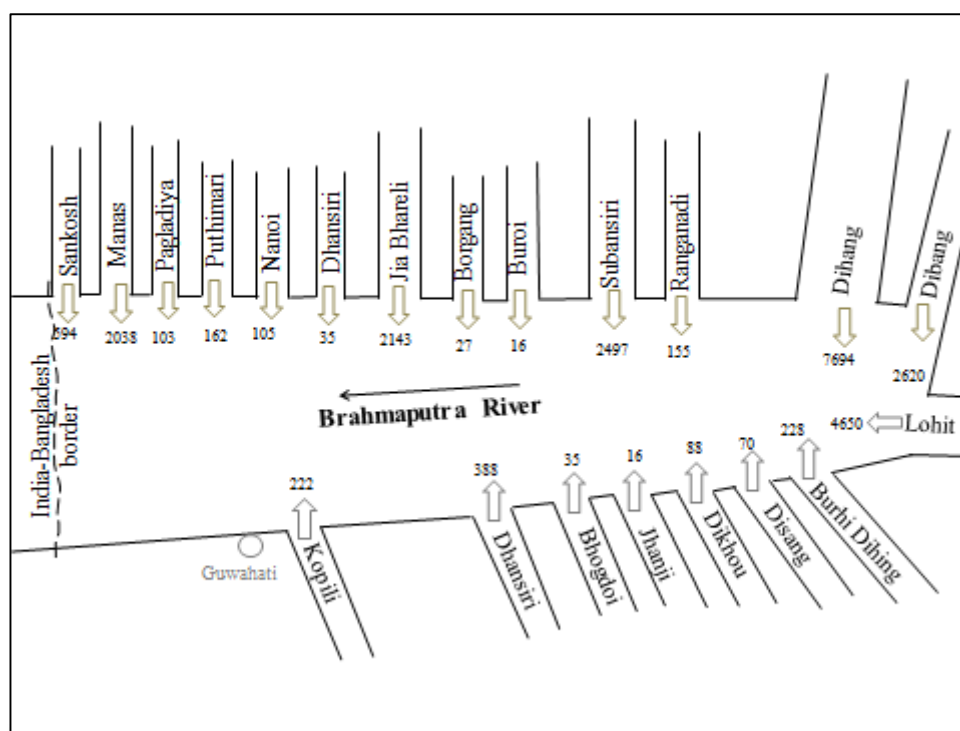 Sankosh
Manas
Pagladiya
Puthimari
Nanoi
Dhansiri
Jia Bhareli
Borgang
Buroi
Subansiri
Ranganadi
Dihang
Dibang
594
2038
103
162
105
35
2143
27
16
2497
155
7694
2620
India-Bangladesh
border
Brahmaputra River
4650
Lohit
222
388
35
16
88
70
228
Guwahati
Kopili
Dhansiri
Bhogdoi
Jhanji
Dikhou
Disang
Burhi Dihing